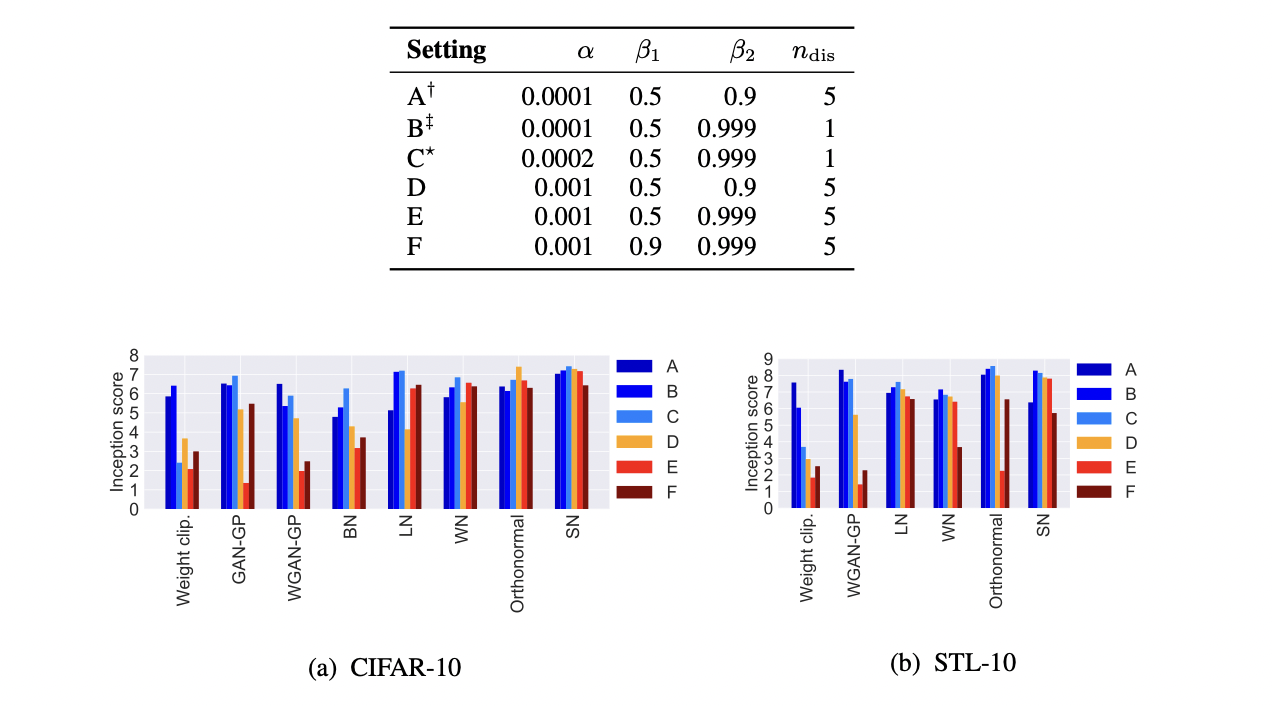 Setting α β₁ β₂ n_dis
A† 0.0001 0.5 0.9 5
B‡ 0.0001 0.5 0.999 1
C⋆ 0.0002 0.5 0.999 1
D 0.001 0.5 0.9 5
E 0.001 0.5 0.999 5
F 0.001 0.9 0.999 5
Inception score
8
7
6
5
4
3
2
1
0
Weight clip.
GAN-GP
WGAN-GP
BN
LN
WN
Orthonormal
SN
A
B
C
D
E
F
(a) CIFAR-10
Inception score
9
8
7
6
5
4
3
2
1
0
Weight clip.
WGAN-GP
LN
WN
Orthonormal
SN
A
B
C
D
E
F
(b) STL-10